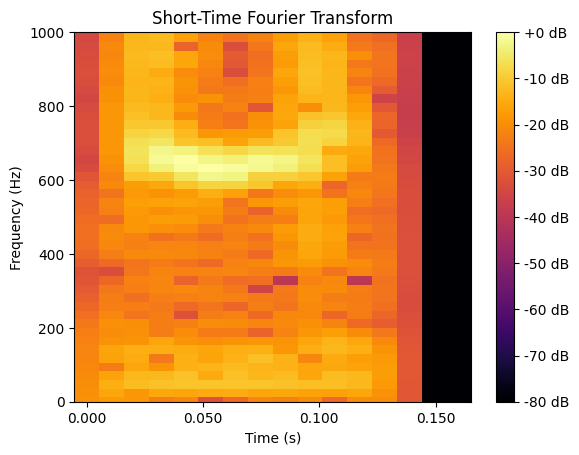 Short-Time Fourier Transform
Frequency (Hz)
1000
800
600
400
200
0
0.000
0.050
0.100
0.150
Time (s)
+0 dB
-10 dB
-20 dB
-30 dB
-40 dB
-50 dB
-60 dB
-70 dB
-80 dB